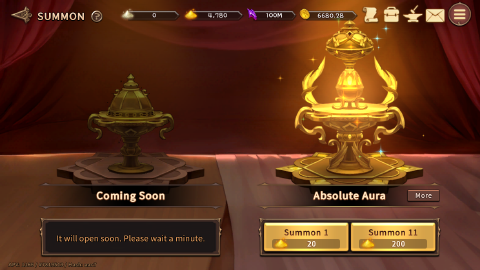 SUMMON ?
0
4,780
100M
6680.2B
Coming Soon
Absolute Aura
More
It will open soon. Please wait a minute.
Summon 1
20
Summon 11
200